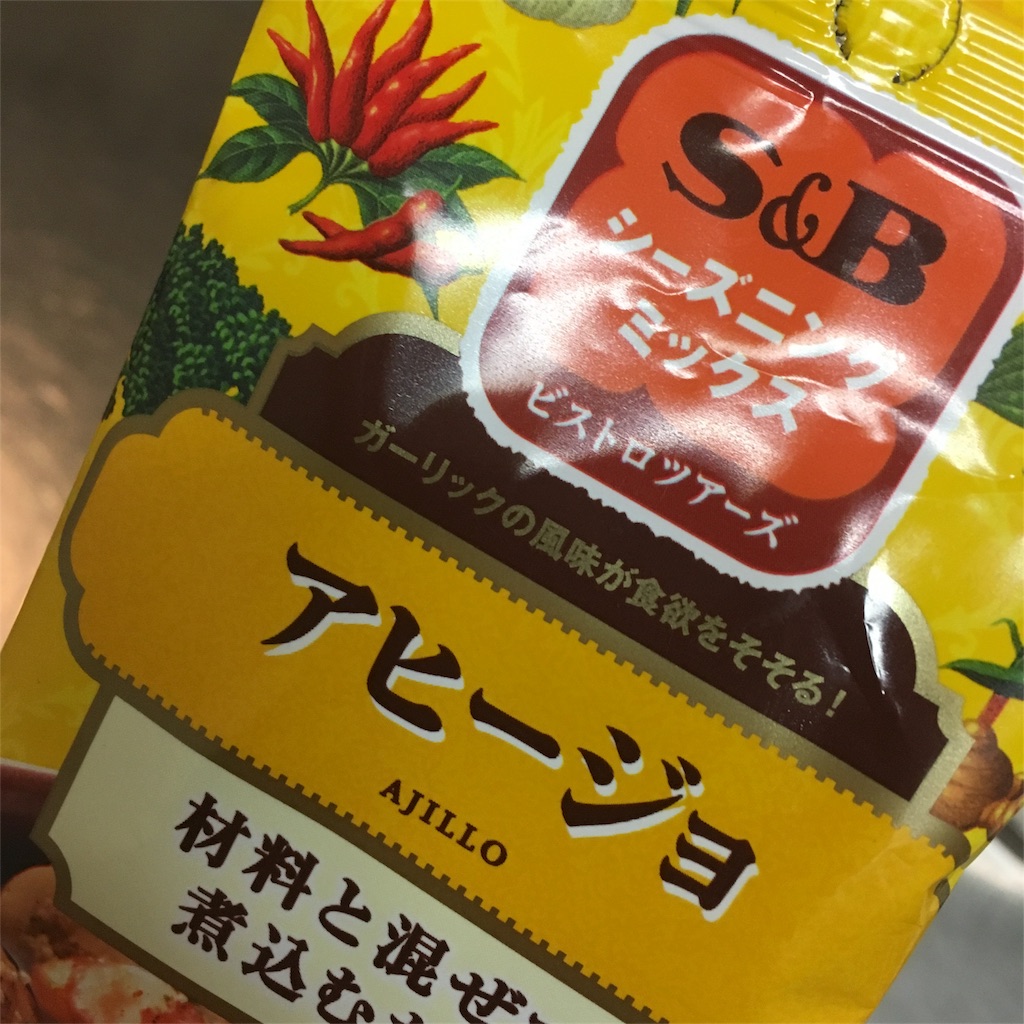 S&B
シーズニング
ミックス
ビストロツアーズ
ガーリックの風味が食欲をそそる!
アヒージョ
AJILLO
材料と混ぜ
煮込む